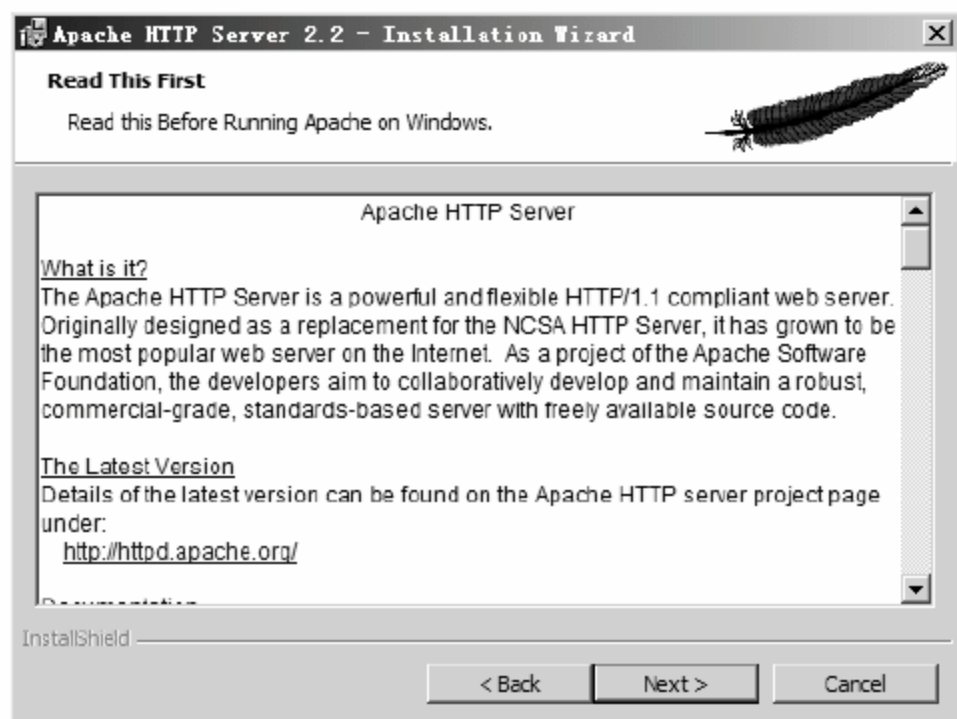 Apache HTTP Server 2.2 - Installation Wizard
Read This First
Read this Before Running Apache on Windows.
Apache HTTP Server
What is it?
The Apache HTTP Server is a powerful and flexible HTTP/1.1 compliant web server.
Originally designed as a replacement for the NCSA HTTP Server, it has grown to be
the most popular web server on the Internet. As a project of the Apache Software
Foundation, the developers aim to collaboratively develop and maintain a robust,
commercial-grade, standards-based server with freely available source code.
The Latest Version
Details of the latest version can be found on the Apache HTTP server project page
under:
http://httpd.apache.org/
Documentation
InstallShield
< Back
Next >
Cancel